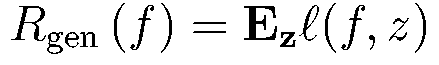 R_gen (f) = E_z ℓ(f, z)